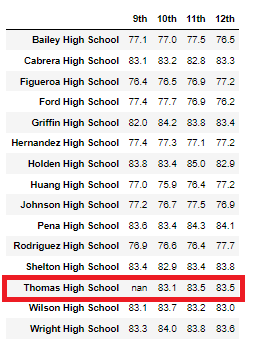 9th 10th 11th 12th
Bailey High School 77.1 77.0 77.5 76.5
Cabrera High School 83.1 83.2 82.8 83.3
Figueroa High School 76.4 76.5 76.9 77.2
Ford High School 77.4 77.7 76.9 76.2
Griffin High School 82.0 84.2 83.8 83.4
Hernandez High School 77.4 77.3 77.1 77.2
Holden High School 83.8 83.4 85.0 82.9
Huang High School 77.0 75.9 76.4 77.2
Johnson High School 77.2 76.7 77.5 76.9
Pena High School 83.6 83.4 84.3 84.1
Rodriguez High School 76.9 76.6 76.4 77.7
Shelton High School 83.4 82.9 83.4 83.8
Thomas High School nan 83.1 83.5 83.5
Wilson High School 83.1 83.7 83.2 83.0
Wright High School 83.3 84.0 83.8 83.6